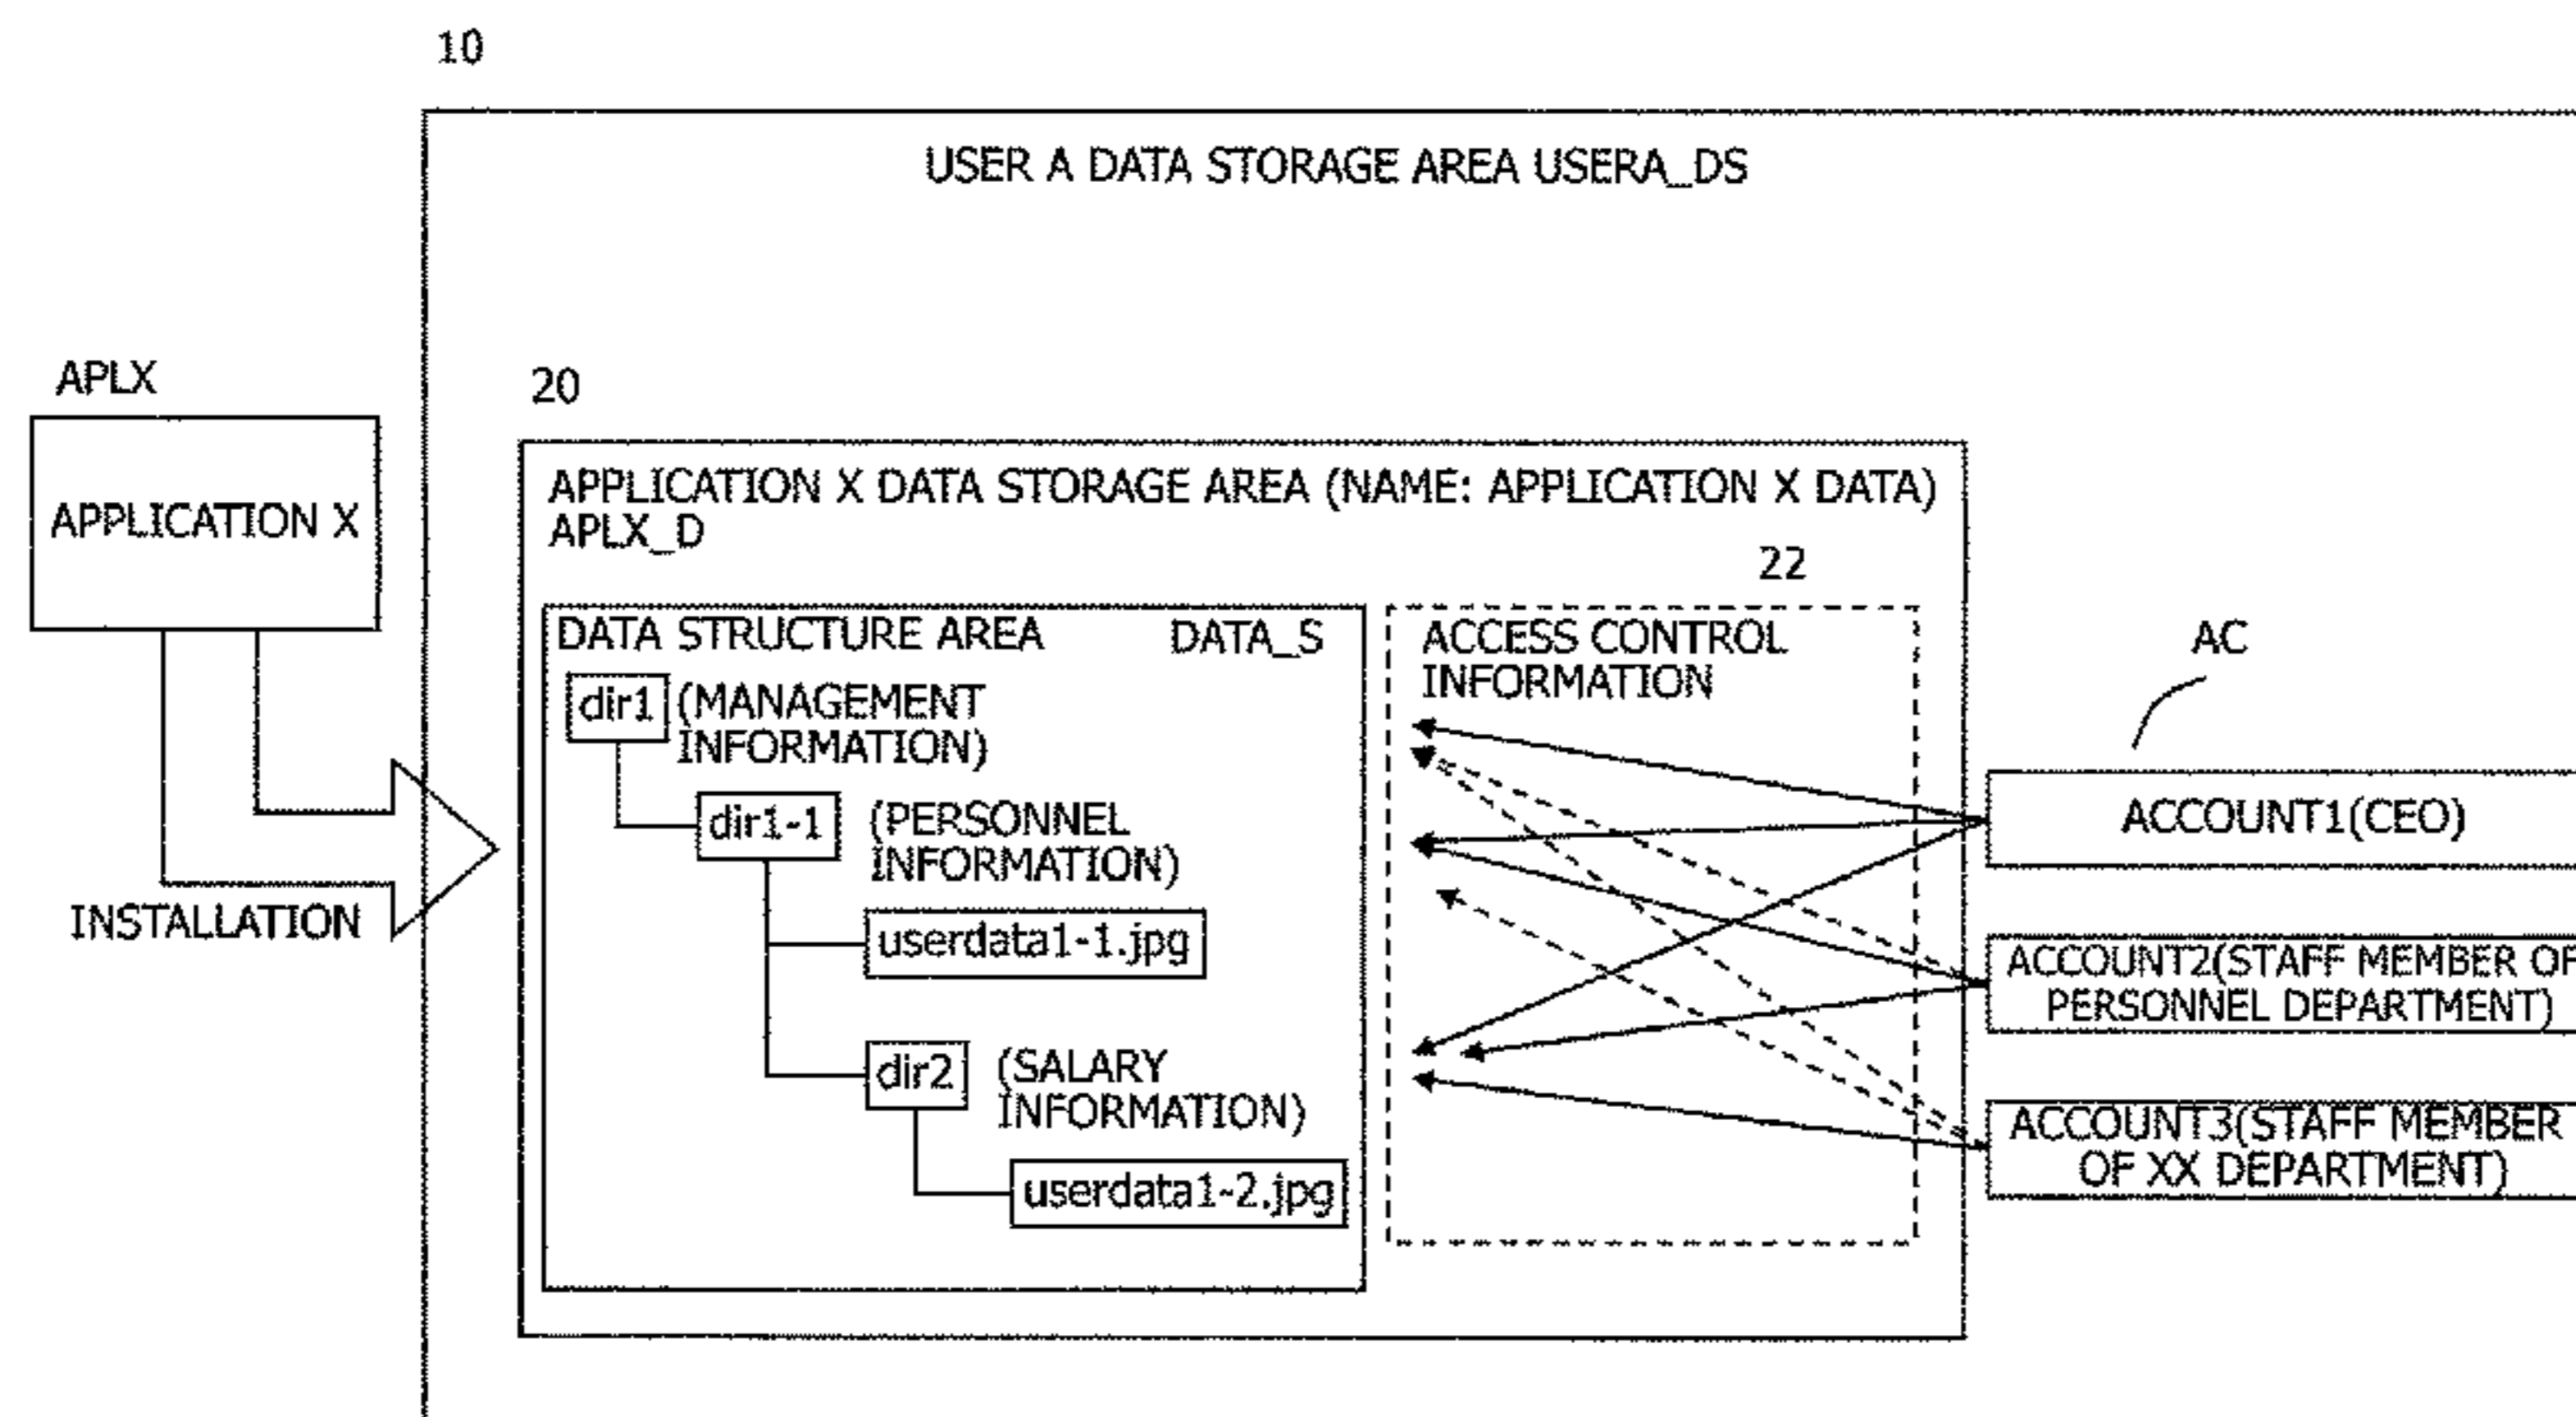 10
USER A DATA STORAGE AREA USERA_DS
APLX
APPLICATION X
INSTALLATION
20
APPLICATION X DATA STORAGE AREA (NAME: APPLICATION X DATA)
APLX_D
22
DATA STRUCTURE AREA DATA_S
dir1 (MANAGEMENT
INFORMATION)
dir1-1 (PERSONNEL
INFORMATION)
userdata1-1.jpg
dir2 (SALARY
INFORMATION)
userdata1-2.jpg
ACCESS CONTROL
INFORMATION
AC
ACCOUNT1(CEO)
ACCOUNT2(STAFF MEMBER OF
PERSONNEL DEPARTMENT)
ACCOUNT3(STAFF MEMBER
OF XX DEPARTMENT)